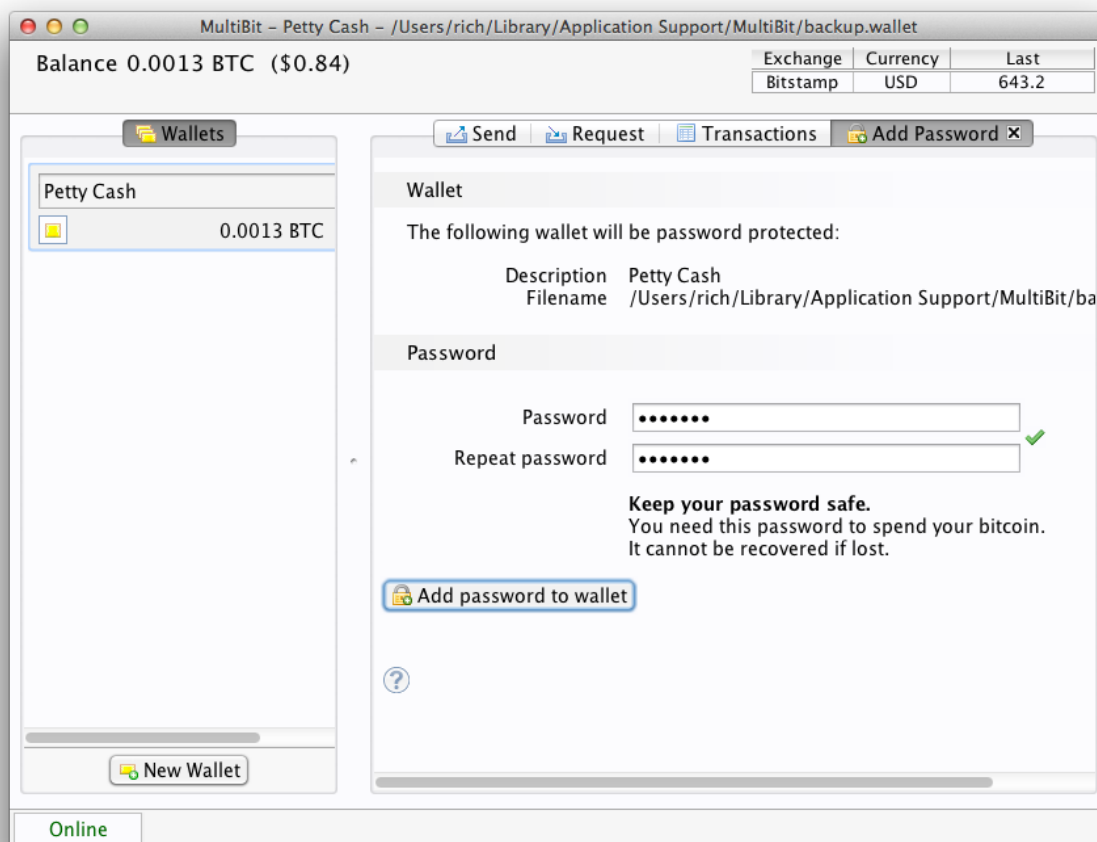 MultiBit – Petty Cash – /Users/rich/Library/Application Support/MultiBit/backup.wallet
Balance 0.0013 BTC ($0.84)
Exchange Currency Last
Bitstamp USD 643.2
Wallets
Send Request Transactions Add Password
Petty Cash
0.0013 BTC
Wallet
The following wallet will be password protected:
Description Petty Cash
Filename /Users/rich/Library/Application Support/MultiBit/ba
Password
Password •••••••
Repeat password •••••••
Keep your password safe.
You need this password to spend your bitcoin.
It cannot be recovered if lost.
Add password to wallet
?
New Wallet
Online